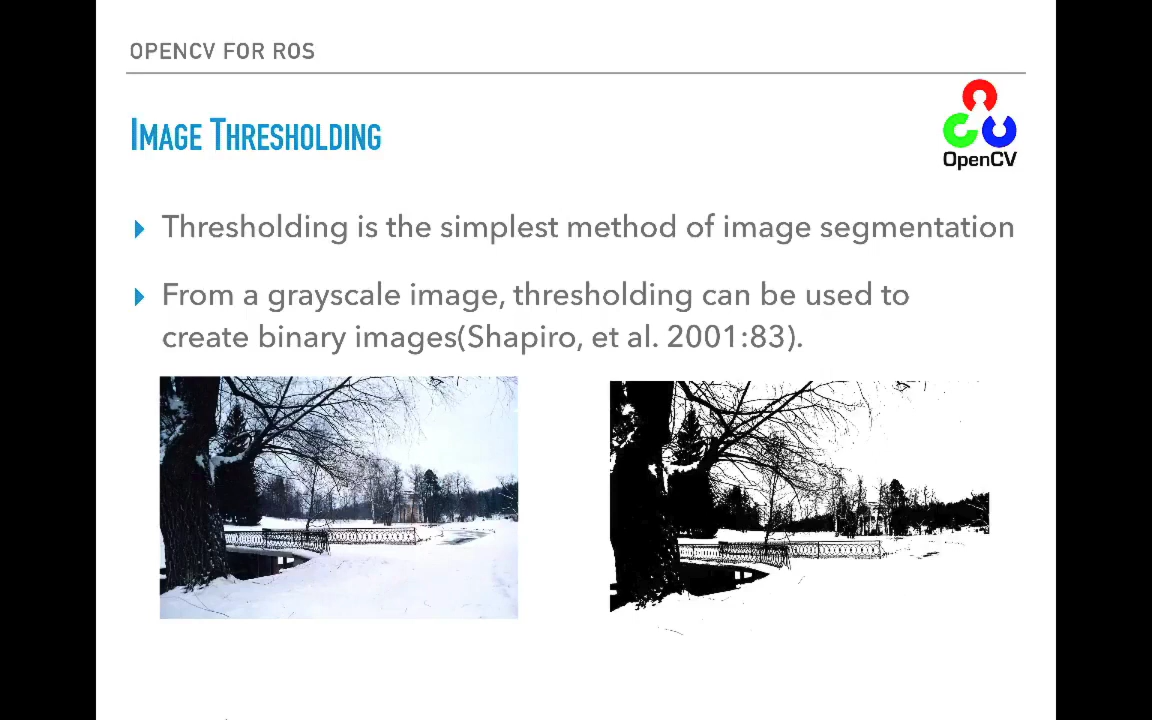 OPENCV FOR ROS
IMAGE THRESHOLDING
OpenCV
Thresholding is the simplest method of image segmentation
From a grayscale image, thresholding can be used to
create binary images(Shapiro, et al. 2001:83).